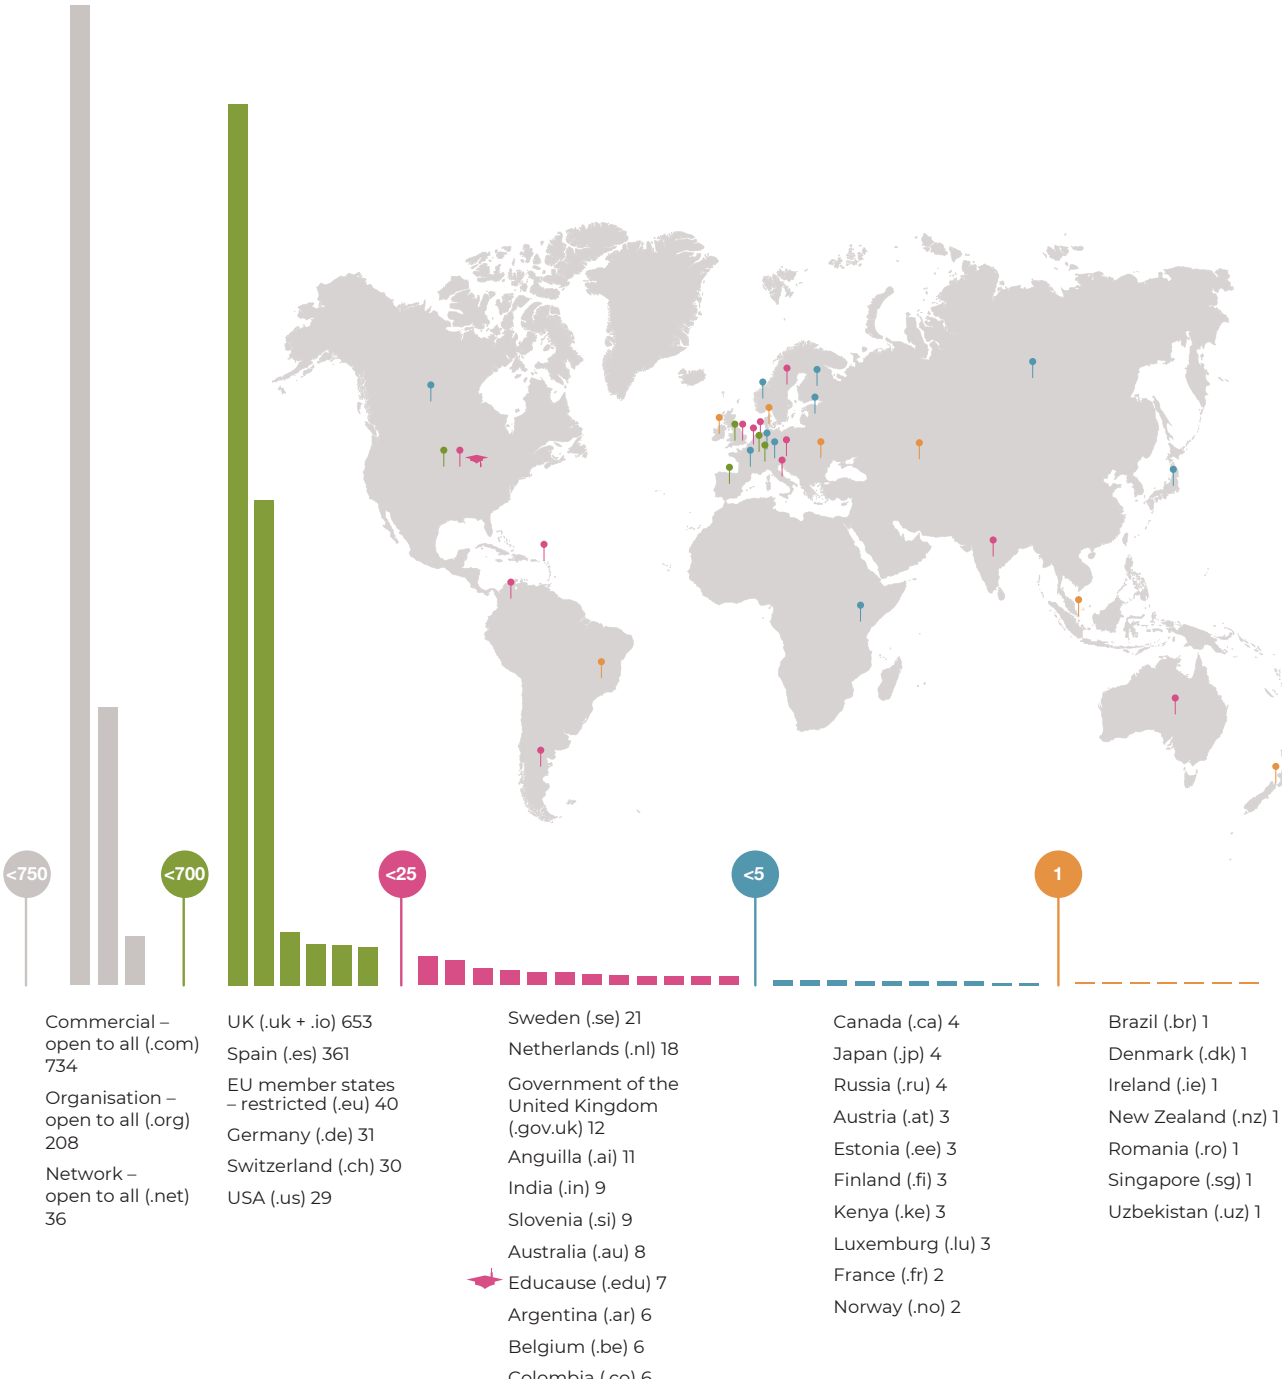 <750
<700
<25
<5
1
Commercial –
open to all (.com)
734
Organisation –
open to all (.org)
208
Network –
open to all (.net)
36
UK (.uk + .io) 653
Spain (.es) 361
EU member states
– restricted (.eu) 40
Germany (.de) 31
Switzerland (.ch) 30
USA (.us) 29
Sweden (.se) 21
Netherlands (.nl) 18
Government of the
United Kingdom
(.gov.uk) 12
Anguilla (.ai) 11
India (.in) 9
Slovenia (.si) 9
Australia (.au) 8
Educause (.edu) 7
Argentina (.ar) 6
Belgium (.be) 6
Colombia (.co) 6
Canada (.ca) 4
Japan (.jp) 4
Russia (.ru) 4
Austria (.at) 3
Estonia (.ee) 3
Finland (.fi) 3
Kenya (.ke) 3
Luxemburg (.lu) 3
France (.fr) 2
Norway (.no) 2
Brazil (.br) 1
Denmark (.dk) 1
Ireland (.ie) 1
New Zealand (.nz) 1
Romania (.ro) 1
Singapore (.sg) 1
Uzbekistan (.uz) 1